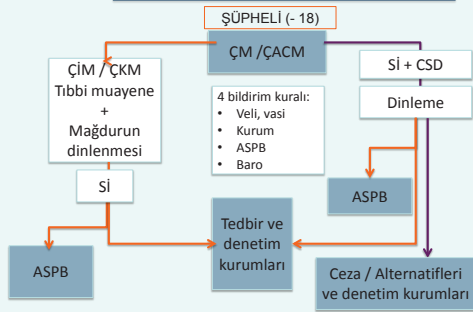 ŞÜPHELİ (- 18)
ÇM /ÇACM
ÇİM / ÇKM
Tıbbi muayene
+
Mağdurun
dinlenmesi
Sİ
4 bildirim kuralı:
• Veli, vasi
• Kurum
• ASPB
• Baro
Sİ + CSD
Dinleme
ASPB
Tedbir ve
denetim
kurumları
ASPB
Ceza / Alternatifleri
ve denetim kurumları